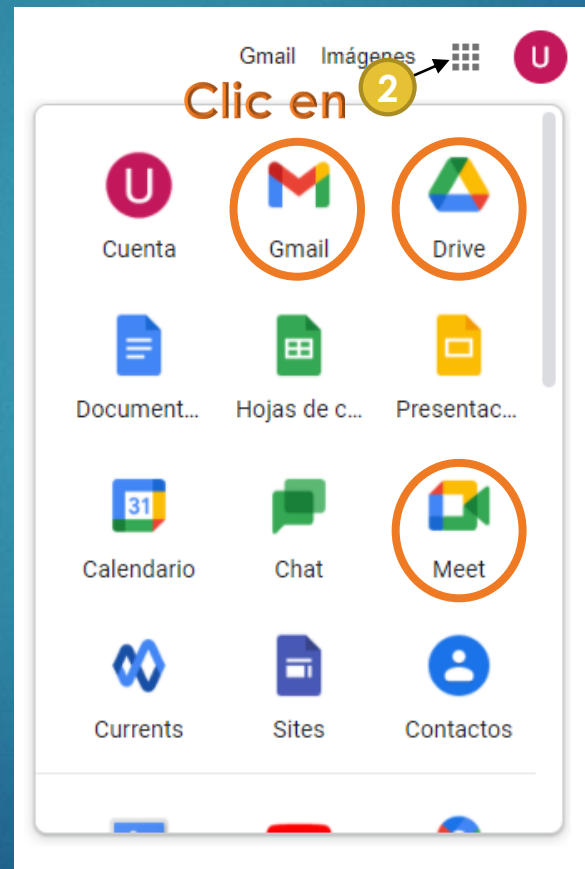 Gmail Imágenes U
Clic en 2
U
Cuenta Gmail Drive
Document... Hojas de c... Presentac...
31
Calendario Chat Meet
Currents Sites Contactos